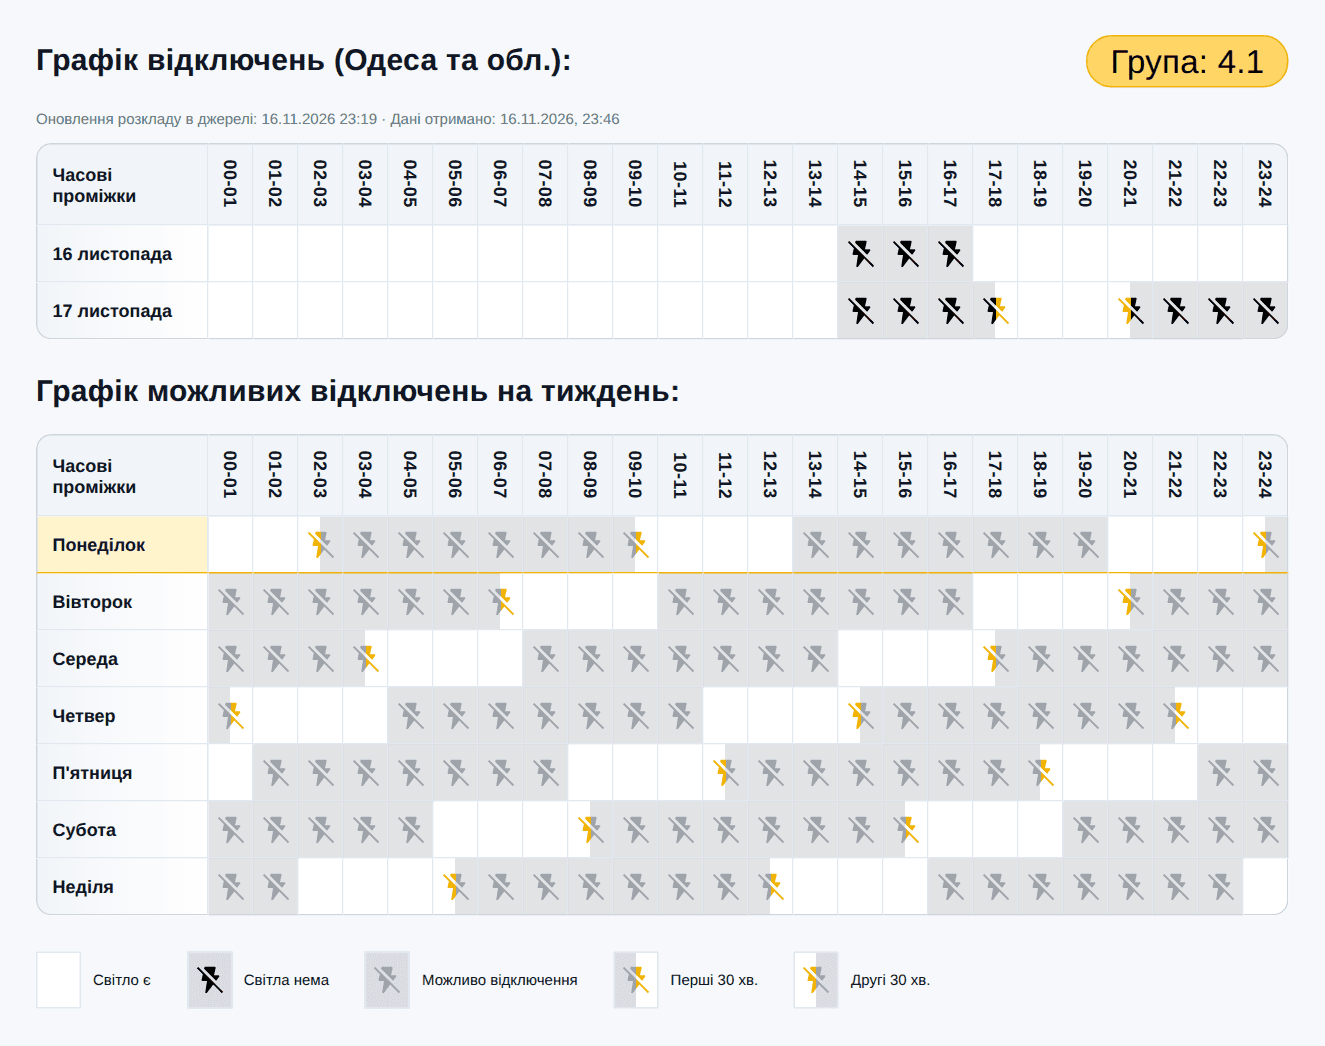 Графік відключень (Одеса та обл.):
Група: 4.1
Оновлення розкладу в джерелі: 16.11.2026 23:19 · Дані отримано: 16.11.2026, 23:46
Часові проміжки 00-01 01-02 02-03 03-04 04-05 05-06 06-07 07-08 08-09 09-10 10-11 11-12 12-13 13-14 14-15 15-16 16-17 17-18 18-19 19-20 20-21 21-22 22-23 23-24
16 листопада
17 листопада
Графік можливих відключень на тиждень:
Часові проміжки 00-01 01-02 02-03 03-04 04-05 05-06 06-07 07-08 08-09 09-10 10-11 11-12 12-13 13-14 14-15 15-16 16-17 17-18 18-19 19-20 20-21 21-22 22-23 23-24
Понеділок
Вівторок
Середа
Четвер
П'ятниця
Субота
Неділя
Світло є Світла нема Можливо відключення Перші 30 хв. Другі 30 хв.